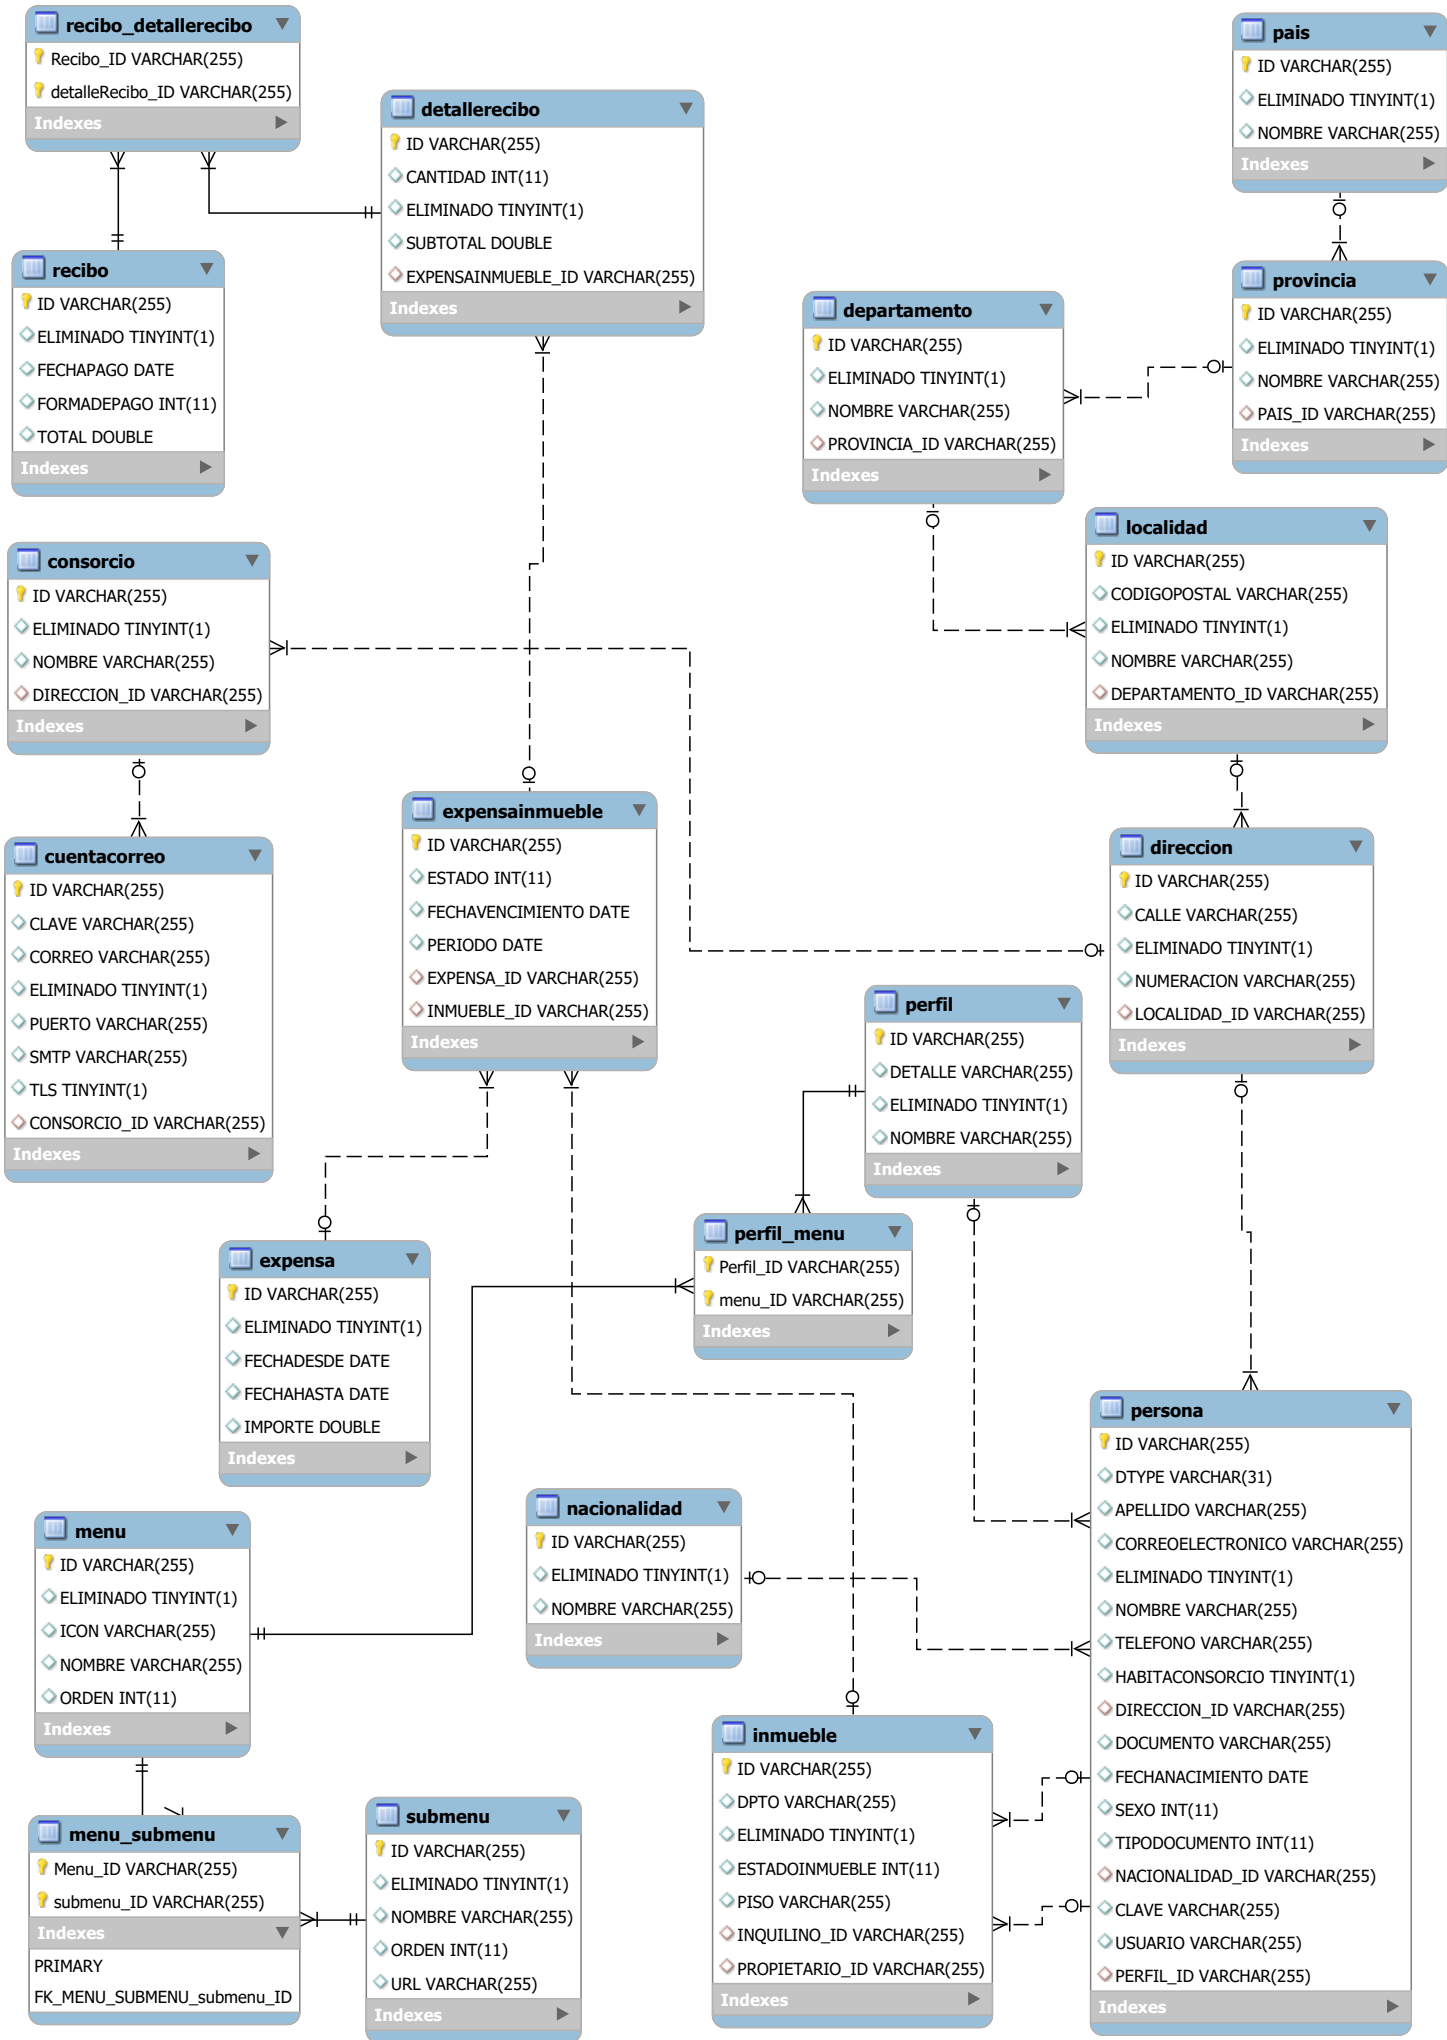 recibo_detallerecibo
Recibo_ID VARCHAR(255)
detalleRecibo_ID VARCHAR(255)
Indexes
pais
ID VARCHAR(255)
ELIMINADO TINYINT(1)
NOMBRE VARCHAR(255)
Indexes
detallerecibo
ID VARCHAR(255)
CANTIDAD INT(11)
ELIMINADO TINYINT(1)
SUBTOTAL DOUBLE
EXPENSAINMUEBLE_ID VARCHAR(255)
Indexes
recibo
ID VARCHAR(255)
ELIMINADO TINYINT(1)
FECHAPAGO DATE
FORMADEPAGO INT(11)
TOTAL DOUBLE
Indexes
provincia
ID VARCHAR(255)
ELIMINADO TINYINT(1)
NOMBRE VARCHAR(255)
PAIS_ID VARCHAR(255)
Indexes
departamento
ID VARCHAR(255)
ELIMINADO TINYINT(1)
NOMBRE VARCHAR(255)
PROVINCIA_ID VARCHAR(255)
Indexes
localidad
ID VARCHAR(255)
CODIGOPOSTAL VARCHAR(255)
ELIMINADO TINYINT(1)
NOMBRE VARCHAR(255)
DEPARTAMENTO_ID VARCHAR(255)
Indexes
consorcio
ID VARCHAR(255)
ELIMINADO TINYINT(1)
NOMBRE VARCHAR(255)
DIRECCION_ID VARCHAR(255)
Indexes
expensainmueble
ID VARCHAR(255)
ESTADO INT(11)
FECHAVENCIMIENTO DATE
PERIODO DATE
EXPENSA_ID VARCHAR(255)
INMUEBLE_ID VARCHAR(255)
Indexes
cuentacorreo
ID VARCHAR(255)
CLAVE VARCHAR(255)
CORREO VARCHAR(255)
ELIMINADO TINYINT(1)
PUERTO VARCHAR(255)
SMTP VARCHAR(255)
TLS TINYINT(1)
CONSORCIO_ID VARCHAR(255)
Indexes
direccion
ID VARCHAR(255)
CALLE VARCHAR(255)
ELIMINADO TINYINT(1)
NUMERACION VARCHAR(255)
LOCALIDAD_ID VARCHAR(255)
Indexes
perfil
ID VARCHAR(255)
DETALLE VARCHAR(255)
ELIMINADO TINYINT(1)
NOMBRE VARCHAR(255)
Indexes
perfil_menu
Perfil_ID VARCHAR(255)
menu_ID VARCHAR(255)
Indexes
expensa
ID VARCHAR(255)
ELIMINADO TINYINT(1)
FECHADESDE DATE
FECHAHASTA DATE
IMPORTE DOUBLE
Indexes
persona
ID VARCHAR(255)
DTYPE VARCHAR(31)
APELLIDO VARCHAR(255)
CORREOELECTRONICO VARCHAR(255)
ELIMINADO TINYINT(1)
NOMBRE VARCHAR(255)
TELEFONO VARCHAR(255)
HABITACONSORCIO TINYINT(1)
DIRECCION_ID VARCHAR(255)
DOCUMENTO VARCHAR(255)
FECHANACIMIENTO DATE
SEXO INT(11)
TIPODOCUMENTO INT(11)
NACIONALIDAD_ID VARCHAR(255)
CLAVE VARCHAR(255)
USUARIO VARCHAR(255)
PERFIL_ID VARCHAR(255)
Indexes
nacionalidad
ID VARCHAR(255)
ELIMINADO TINYINT(1)
NOMBRE VARCHAR(255)
Indexes
menu
ID VARCHAR(255)
ELIMINADO TINYINT(1)
ICON VARCHAR(255)
NOMBRE VARCHAR(255)
ORDEN INT(11)
Indexes
inmueble
ID VARCHAR(255)
DPTO VARCHAR(255)
ELIMINADO TINYINT(1)
ESTADOINMUEBLE INT(11)
PISO VARCHAR(255)
INQUILINO_ID VARCHAR(255)
PROPIETARIO_ID VARCHAR(255)
Indexes
submenu
ID VARCHAR(255)
ELIMINADO TINYINT(1)
NOMBRE VARCHAR(255)
ORDEN INT(11)
URL VARCHAR(255)
Indexes
menu_submenu
Menu_ID VARCHAR(255)
submenu_ID VARCHAR(255)
Indexes
PRIMARY
FK_MENU_SUBMENU_submenu_ID